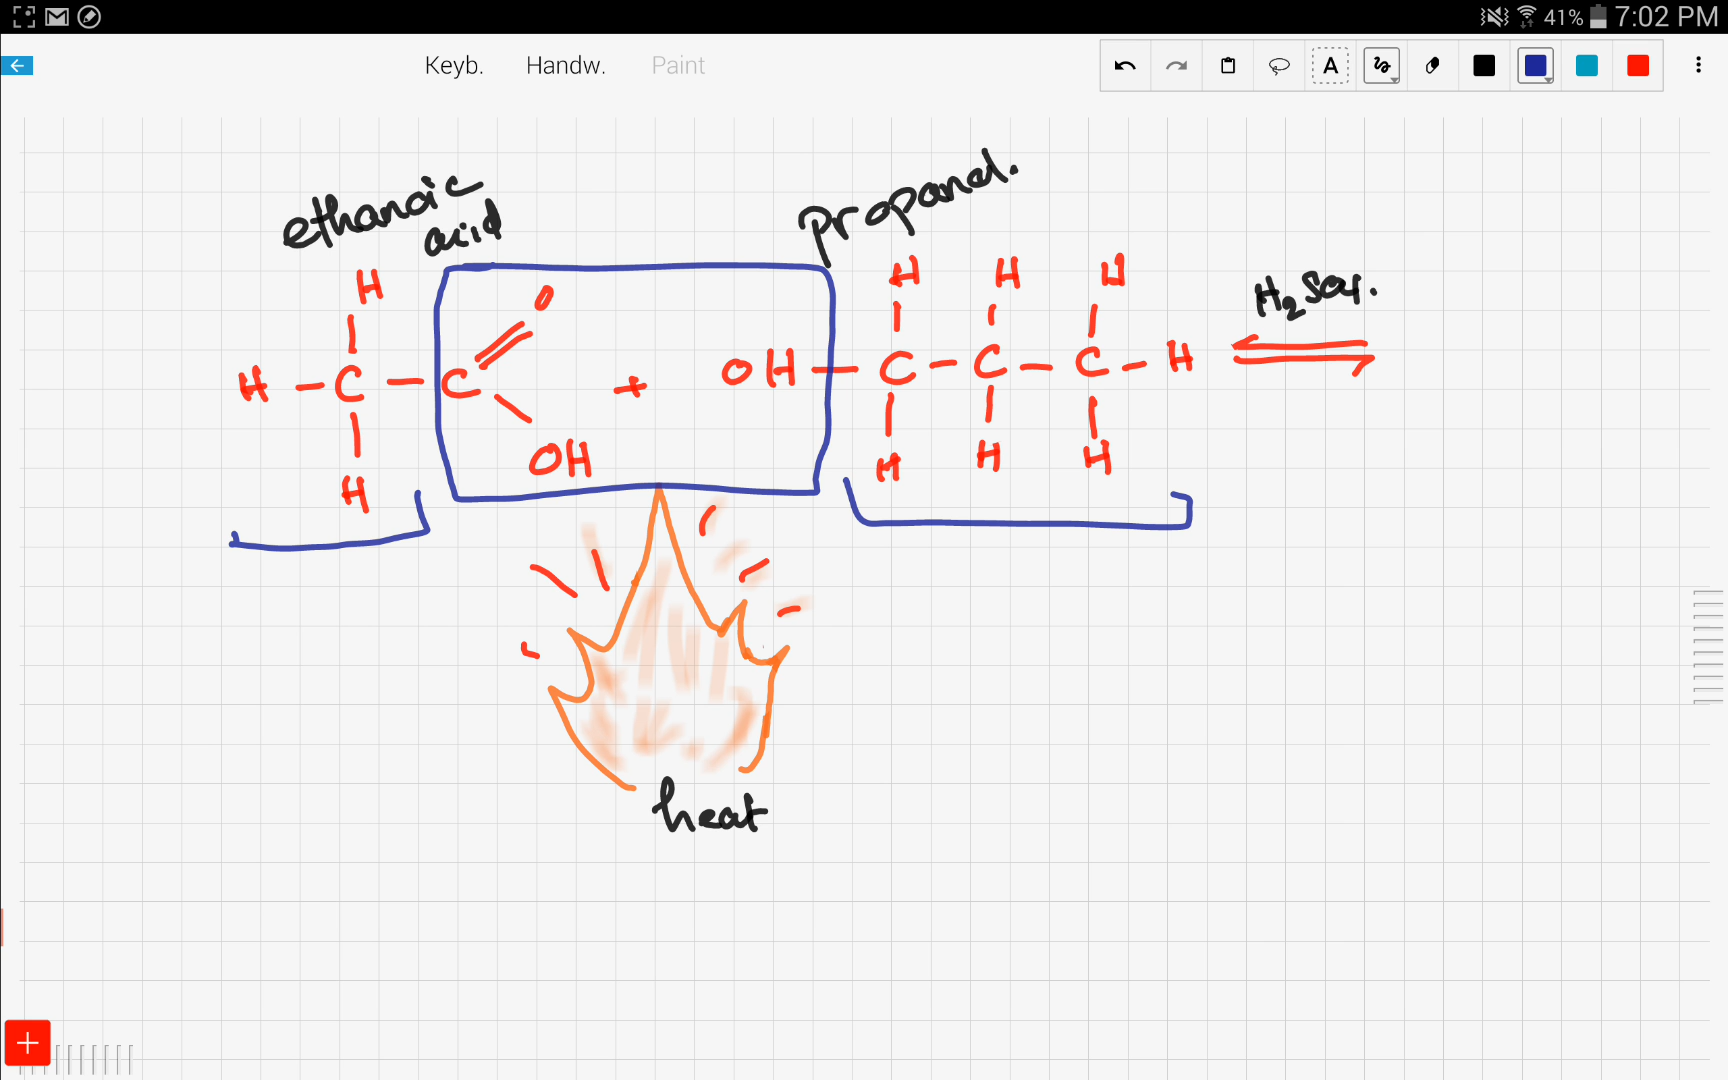 41% 7:02 PM
Keyb. Handw. Paint
A
ethanoic
acid
propanol.
H O H H H
H - C - C + OH - C - C - C - H
OH
H H H H
H2SO4.
heat